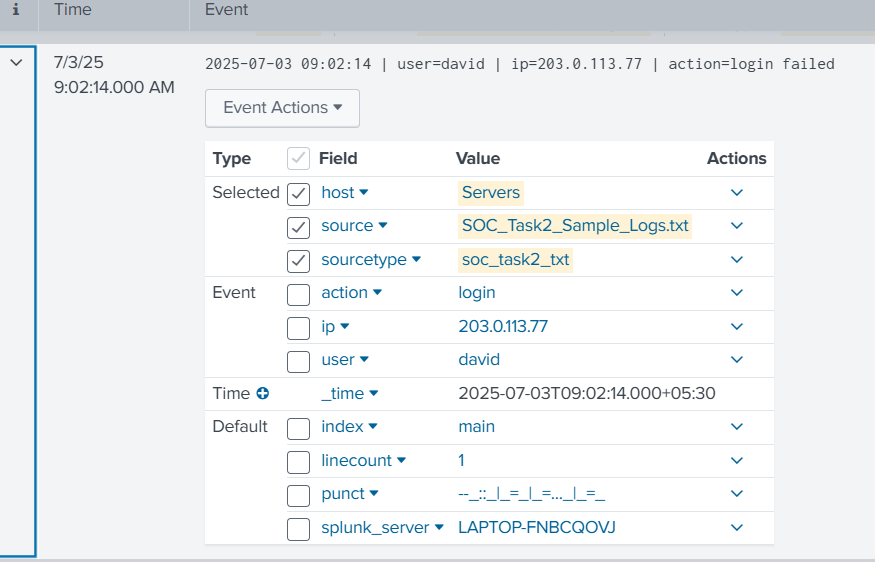 i Time Event
7/3/25 2025-07-03 09:02:14 | user=david | ip=203.0.113.77 | action=login failed
9:02:14.000 AM
Event Actions
Type Field Value Actions
Selected host Servers
source SOC_Task2_Sample_Logs.txt
sourcetype soc_task2_txt
Event action login
ip 203.0.113.77
user david
Time _time 2025-07-03T09:02:14.000+05:30
Default index main
linecount 1
punct --_::_|_=_|_=..._|_=_
splunk_server LAPTOP-FNBCQOVJ